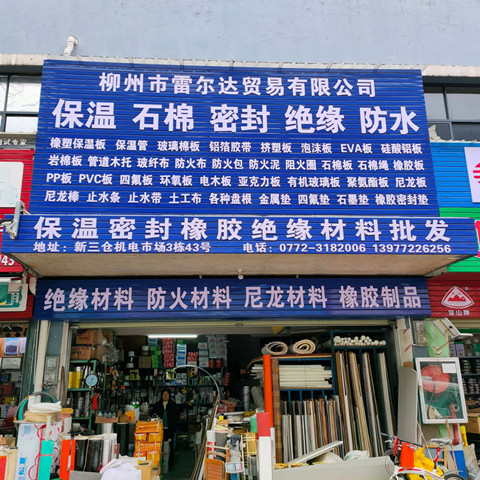 柳州市雷尔达贸易有限公司
保温 石棉 密封 绝缘 防水
橡塑保温板 保温管 玻璃棉板 铝箔胶带 挤塑板 泡沫板 EVA板 硅酸铝板
岩棉板 管道木托 玻纤布 防火布 防火包 防火泥 阻火圈 石棉板 石棉绳 橡胶板
PP板 PVC板 四氟板 环氧板 电木板 亚克力板 有机玻璃板 聚氨酯板 尼龙板
尼龙棒 止水条 止水带 土工布 各种盘根 金属垫 四氟垫 石墨垫 橡胶密封垫
保温密封橡胶绝缘材料批发
地址：新三仓机电市场3栋43号 电话：0772-3182006 13977226256
绝缘材料 防火材料 尼龙材料 橡胶制品